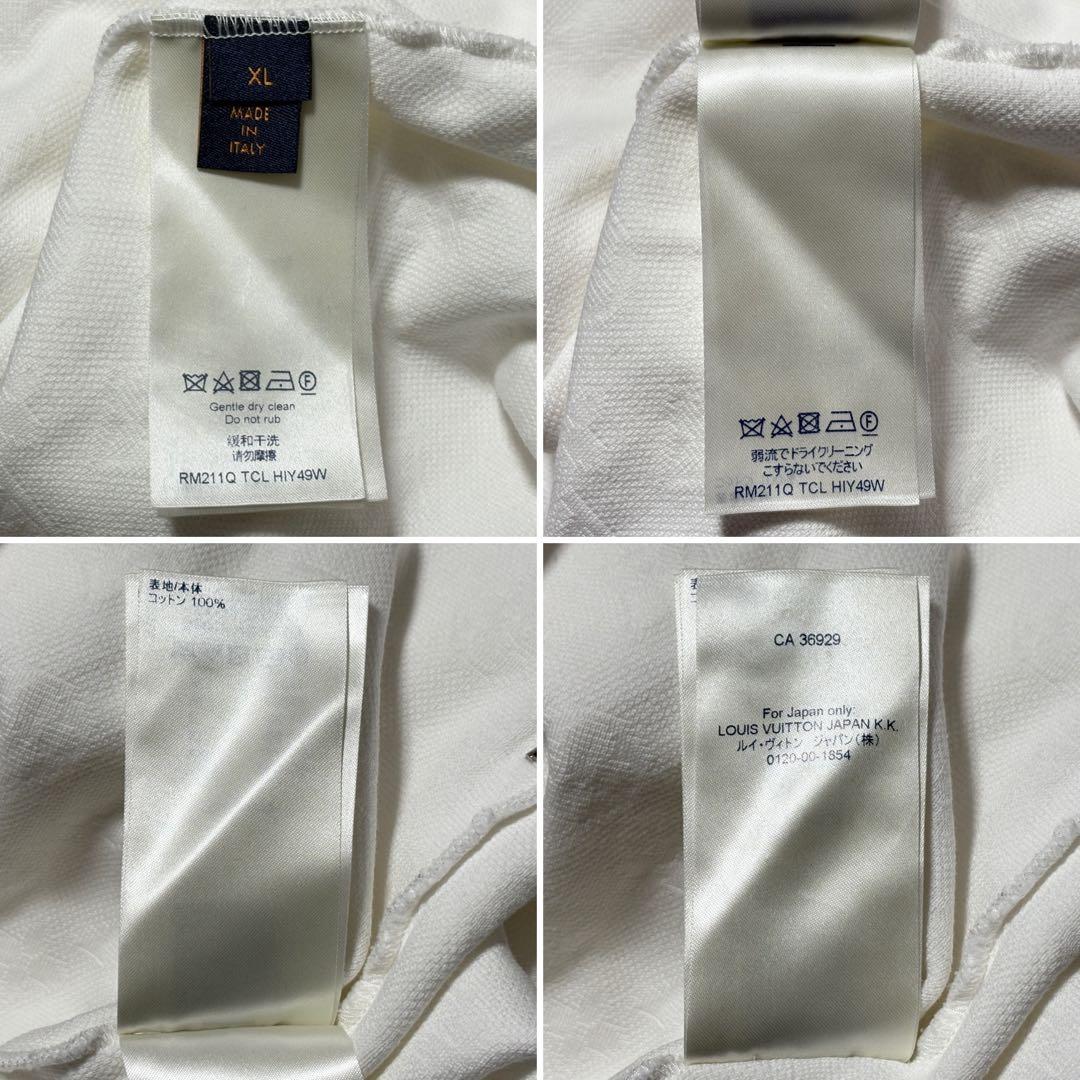 XL
MADE
IN
ITALY
Gentle dry clean
Do not rub
缓和干洗
请勿摩擦
RM211Q TCL HIY49W
弱流でドライクリーニング
こすらないでください
RM211Q TCL HIY49W
表地/本体
コットン 100%
CA 36929
For Japan only:
LOUIS VUITTON JAPAN K.K.
ルイ・ヴィトン ジャパン(株)
0120-00-1854